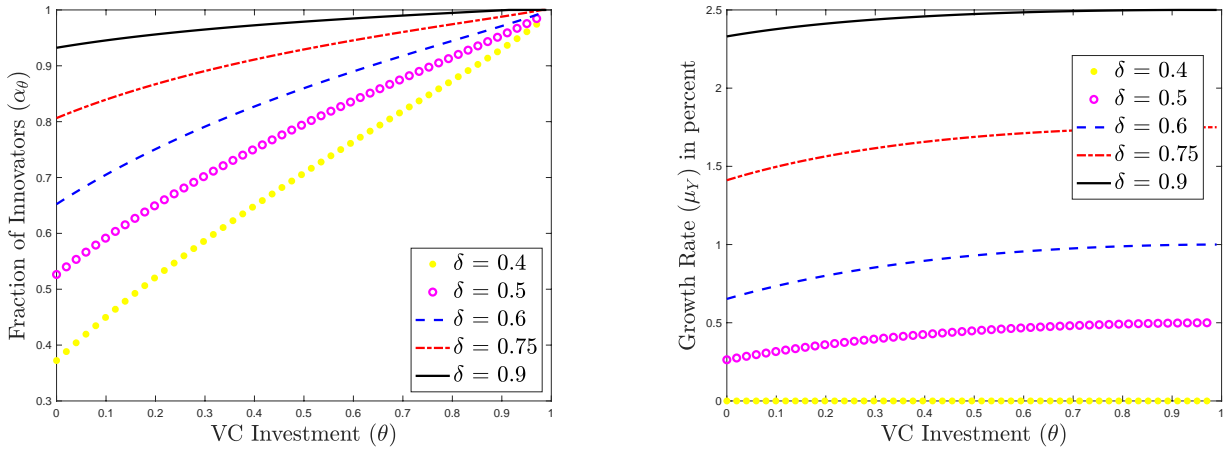 Fraction of Innovators (α_θ)
1
0.9
0.8
0.7
0.6
0.5
0.4
0.3
0 0.1 0.2 0.3 0.4 0.5 0.6 0.7 0.8 0.9 1
VC Investment (θ)
δ = 0.4
δ = 0.5
δ = 0.6
δ = 0.75
δ = 0.9
Growth Rate (μ_Y) in percent
2.5
2
1.5
1
0.5
0
0 0.1 0.2 0.3 0.4 0.5 0.6 0.7 0.8 0.9 1
VC Investment (θ)
δ = 0.4
δ = 0.5
δ = 0.6
δ = 0.75
δ = 0.9